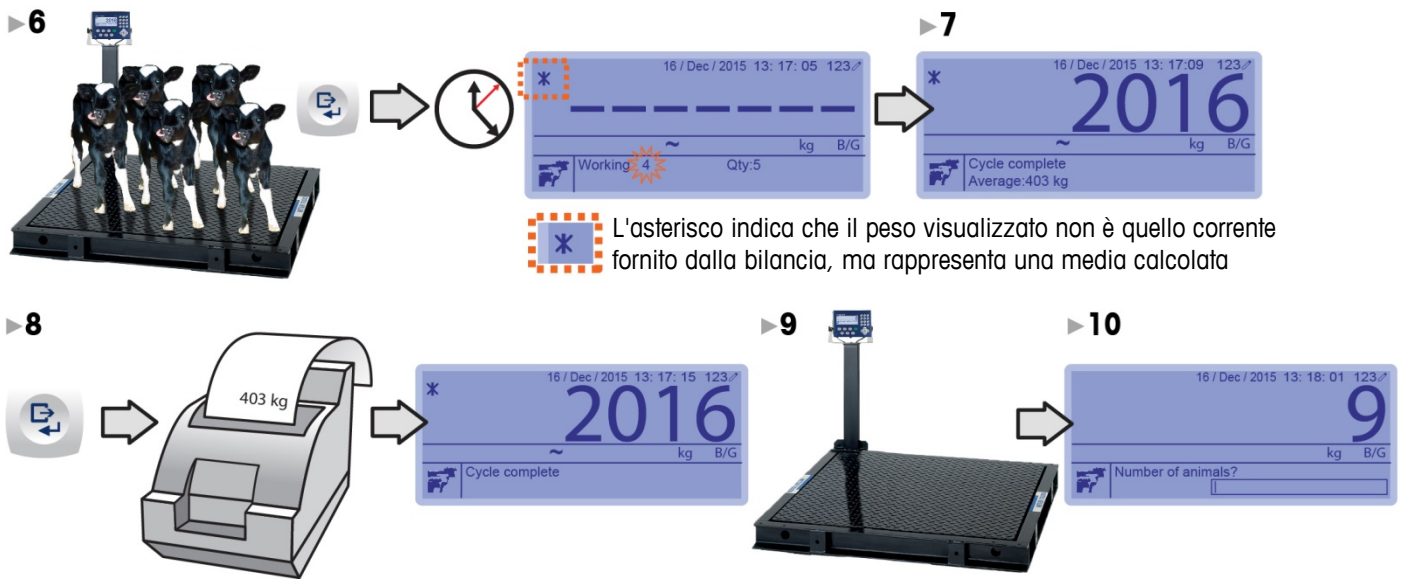 ▶6
16 / Dec / 2015 13: 17: 05 123
*
– – – – – – –
~ kg B/G
Working 4 Qty:5
▶7
16 / Dec / 2015 13: 17:09 123
*
2016
~ kg B/G
Cycle complete
Average:403 kg
* L'asterisco indica che il peso visualizzato non è quello corrente
fornito dalla bilancia, ma rappresenta una media calcolata
▶8
403 kg
16 / Dec / 2015 13: 17: 15 123
*
2016
~ kg B/G
Cycle complete
▶9
▶10
16 / Dec / 2015 13: 18: 01 123
9
kg B/G
Number of animals?